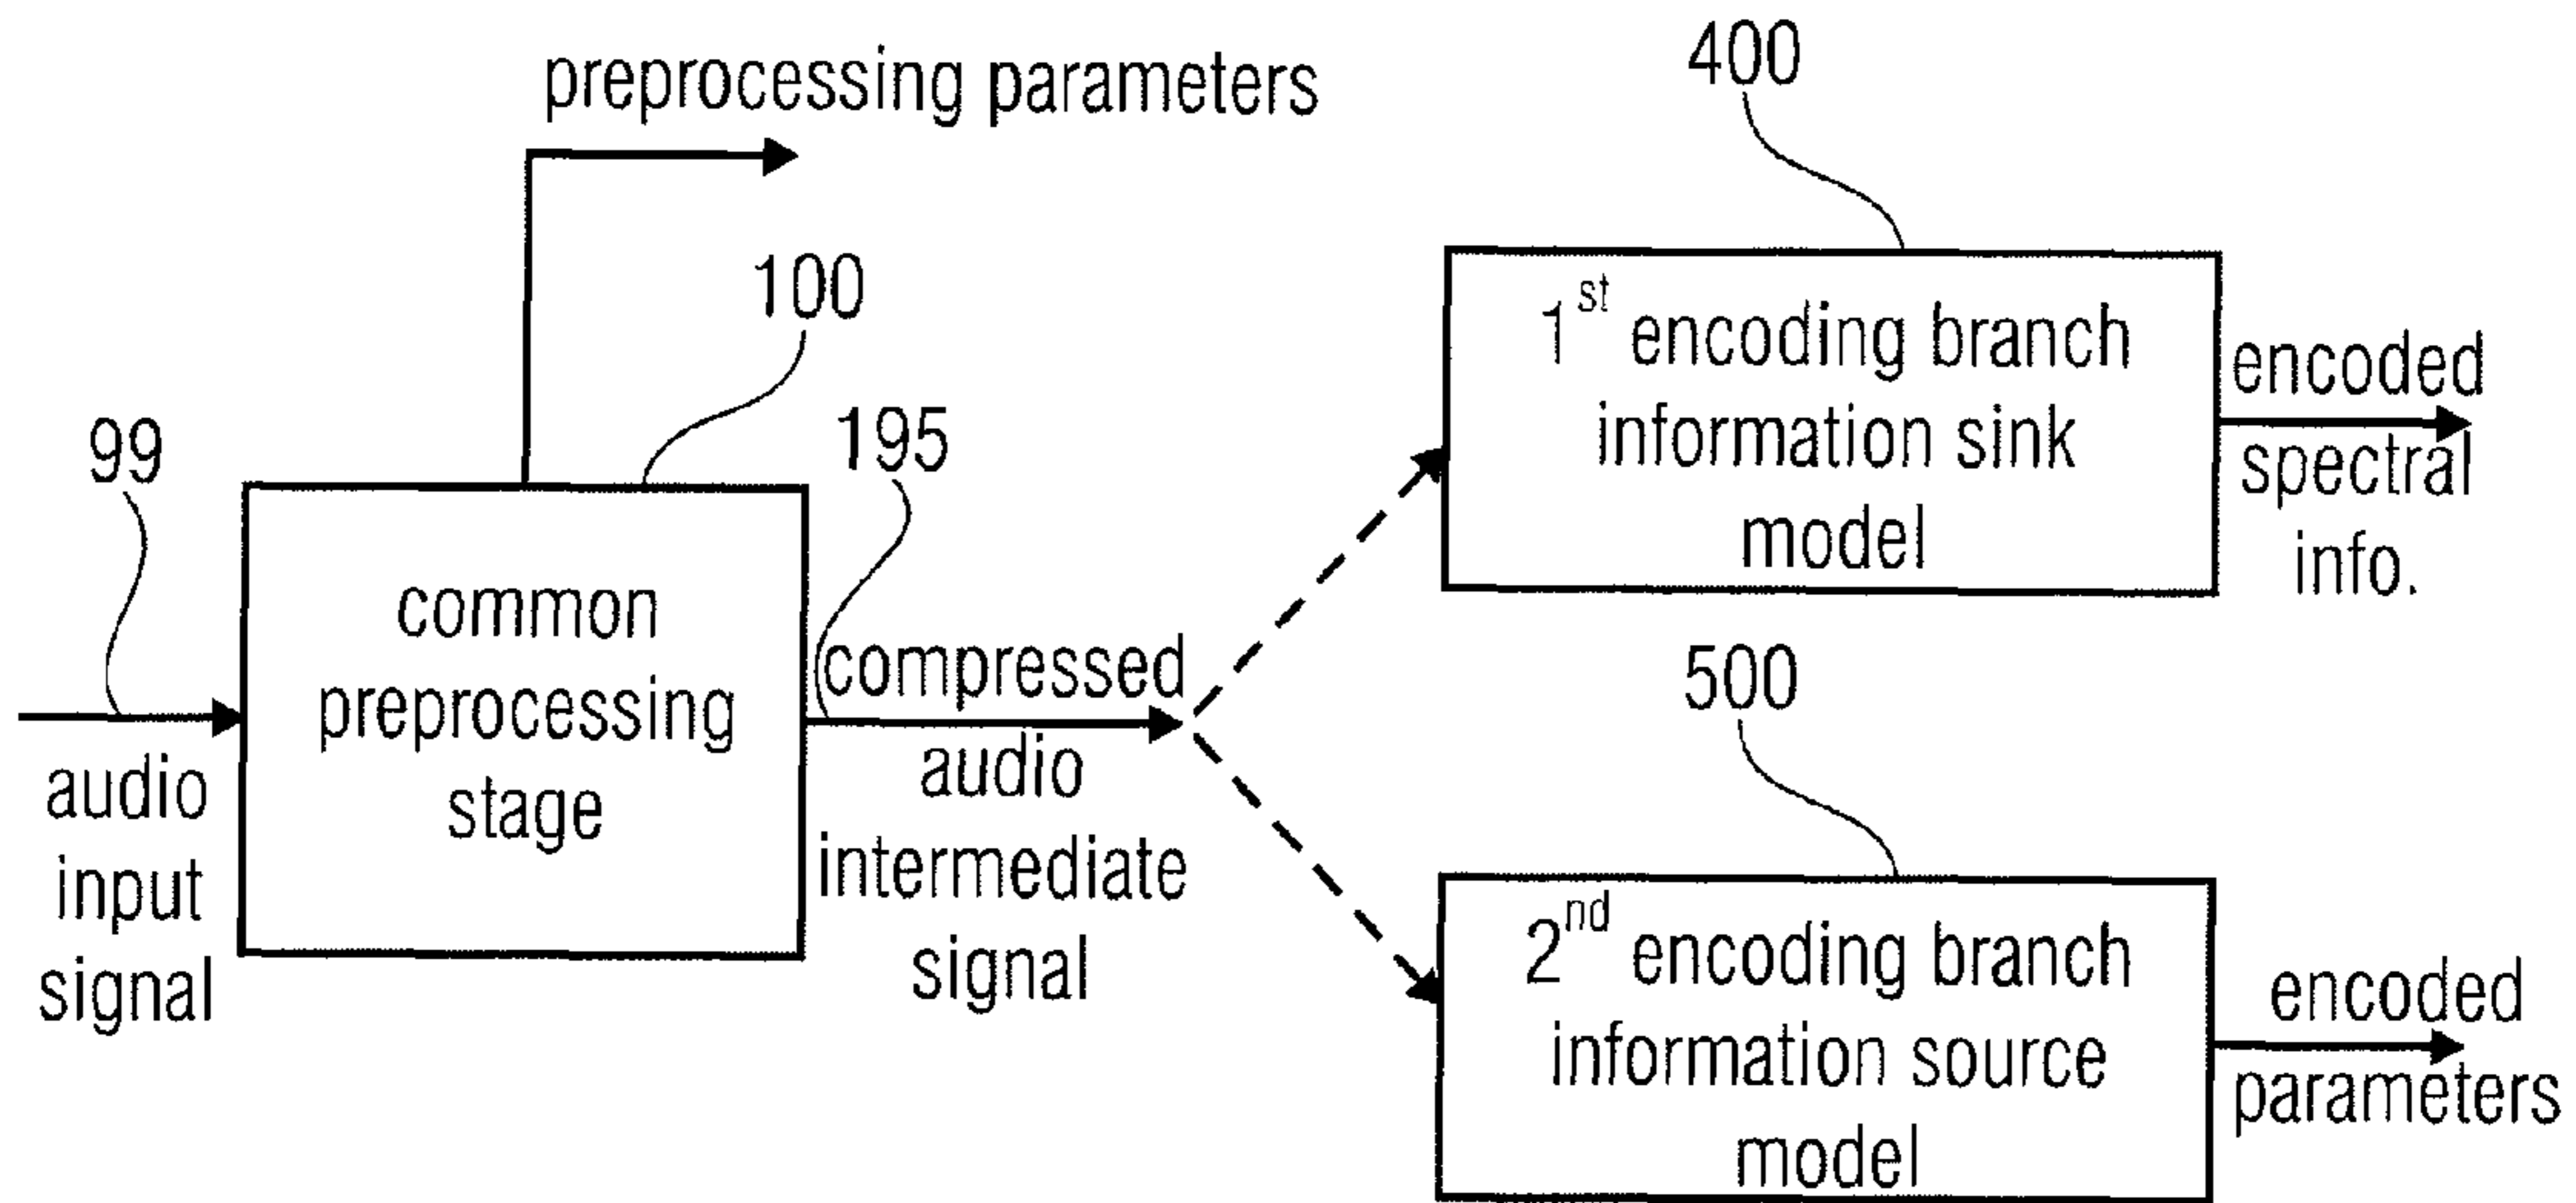 preprocessing parameters
400
100
1st encoding branch
information sink
model
encoded
spectral
info.
99
195
common
preprocessing
stage
compressed
audio
intermediate
signal
audio
input
signal
500
2nd encoding branch
information source
model
encoded
parameters